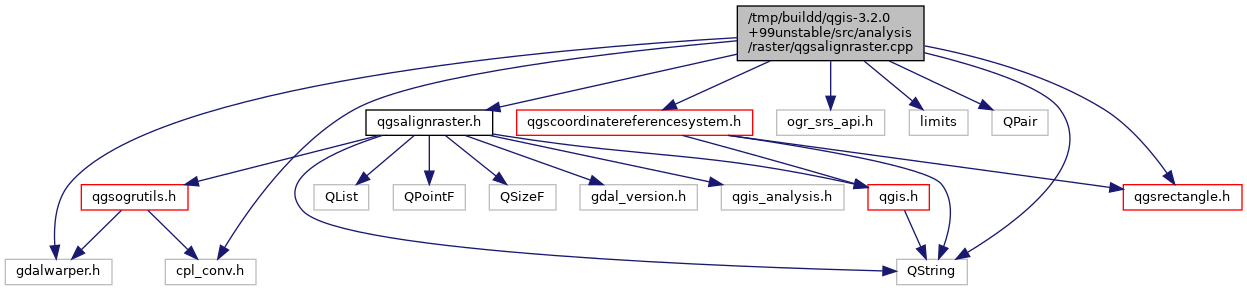 /tmp/buildd/qgis-3.2.0
+99unstable/src/analysis
/raster/qgsalignraster.cpp
qgsalignraster.h
qgscoordinatereferencesystem.h
ogr_srs_api.h
limits
QPair
qgsogrutils.h
QList
QPointF
QSizeF
gdal_version.h
qgis_analysis.h
qgis.h
qgsrectangle.h
gdalwarper.h
cpl_conv.h
QString